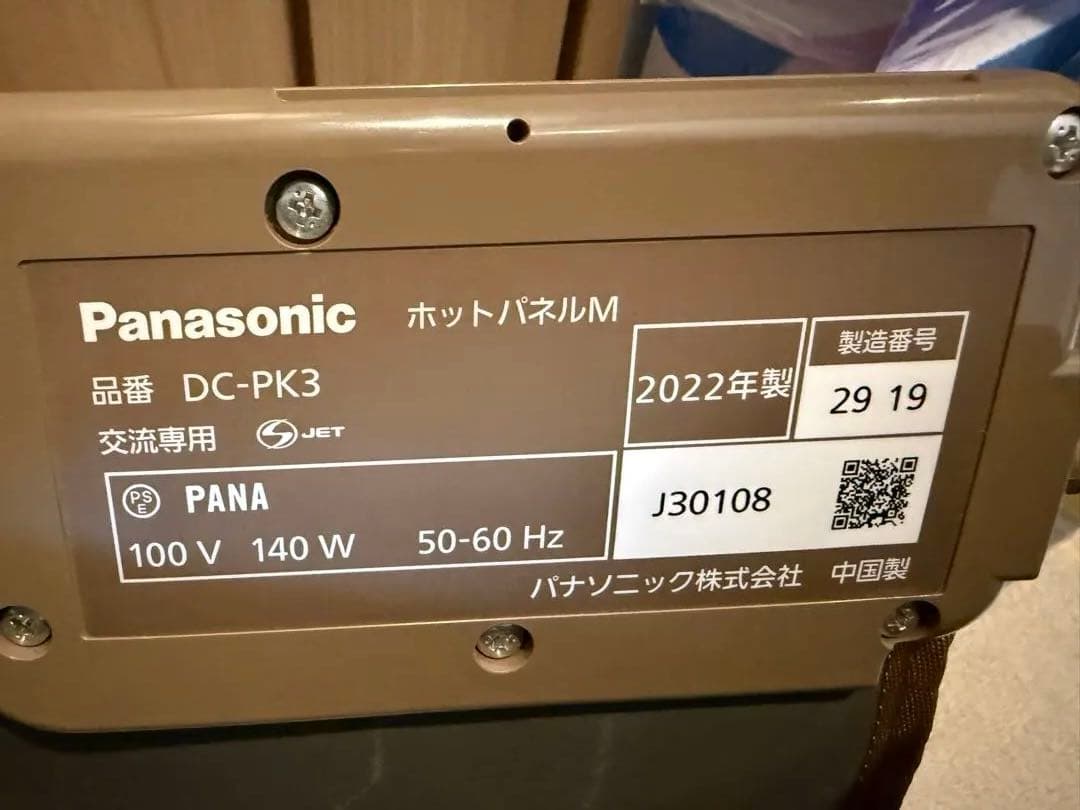 Panasonic ホットパネルM
品番 DC-PK3
交流専用 JET
PS E PANA
100 V 140 W 50-60 Hz
2022年製
製造番号
29 19
J30108
パナソニック株式会社 中国製